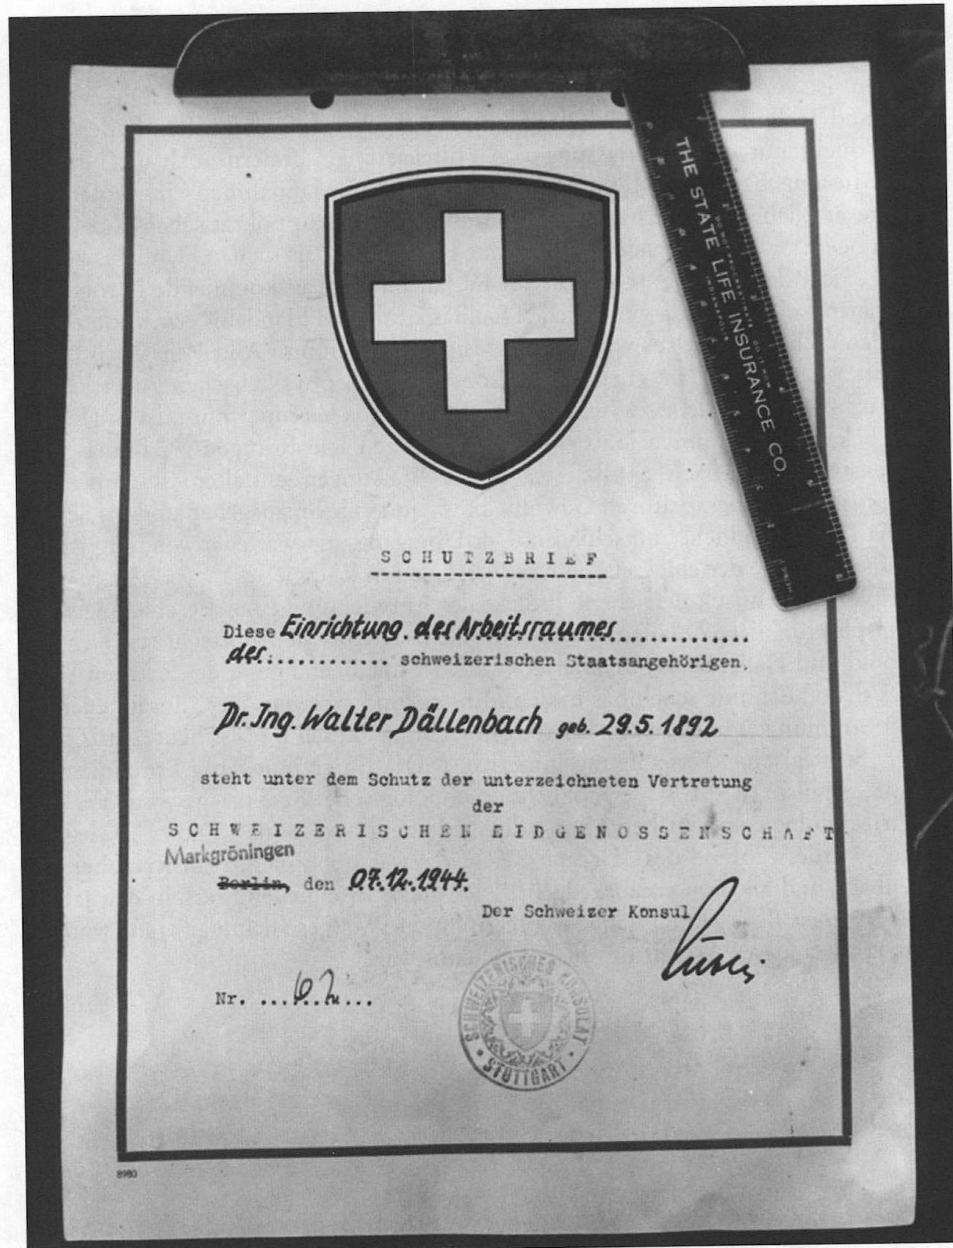 THE STATE LIFE INSURANCE CO.
INDIANAPOLIS
SCHUTZBRIEF
Diese Einrichtung des Arbeitsraumes..............
des............. schweizerischen Staatsangehörigen,
Dr. Ing. Walter Dällenbach geb. 29.5.1892
steht unter dem Schutz der unterzeichneten Vertretung
der
SCHWEIZERISCHEN EIDGENOSSENSCHAFT
Markgröningen
Berlin, den 07.12.1944.
Der Schweizer Konsul
Nr.
SCHWEIZERISCHES KONSULAT
STUTTGART
8980